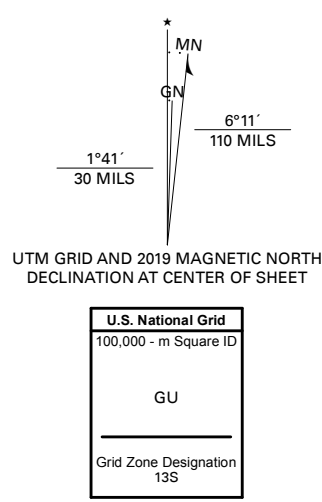 ★
MN
GN
6°11´
110 MILS
1°41´
30 MILS
UTM GRID AND 2019 MAGNETIC NORTH
DECLINATION AT CENTER OF SHEET
U.S. National Grid
100,000 - m Square ID
GU
Grid Zone Designation
13S